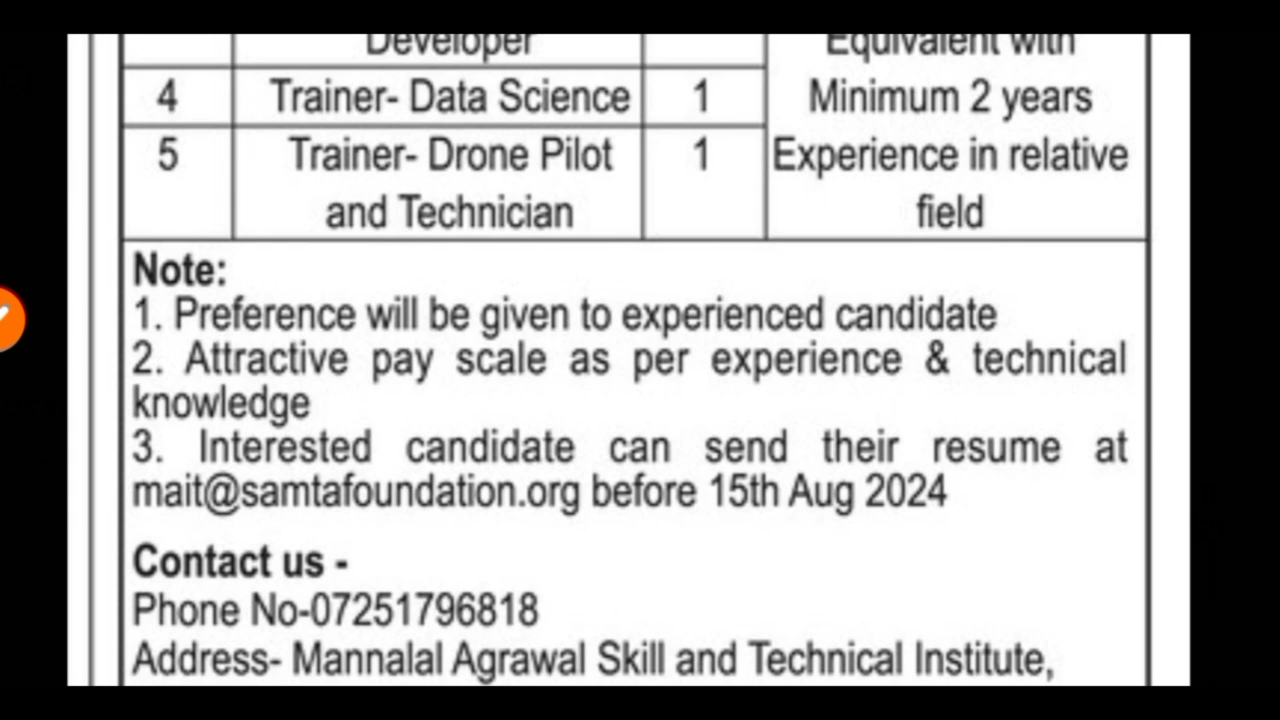 Developer
Equivalent with
4 Trainer- Data Science 1 Minimum 2 years
5 Trainer- Drone Pilot 1 Experience in relative
and Technician field
Note:
1. Preference will be given to experienced candidate
2. Attractive pay scale as per experience & technical
knowledge
3. Interested candidate can send their resume at
mait@samtafoundation.org before 15th Aug 2024
Contact us -
Phone No-07251796818
Address- Mannalal Agrawal Skill and Technical Institute,